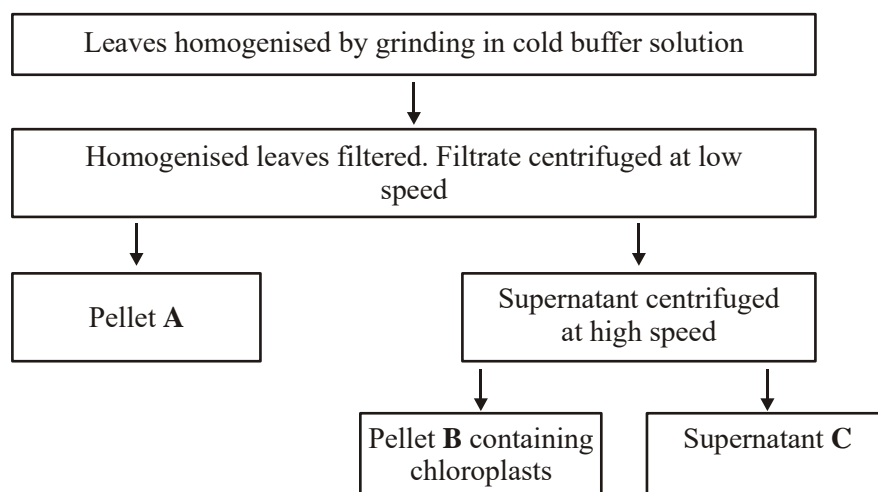 Leaves homogenised by grinding in cold buffer solution
Homogenised leaves filtered. Filtrate centrifuged at low
speed
Pellet A
Supernatant centrifuged
at high speed
Pellet B containing
chloroplasts
Supernatant C